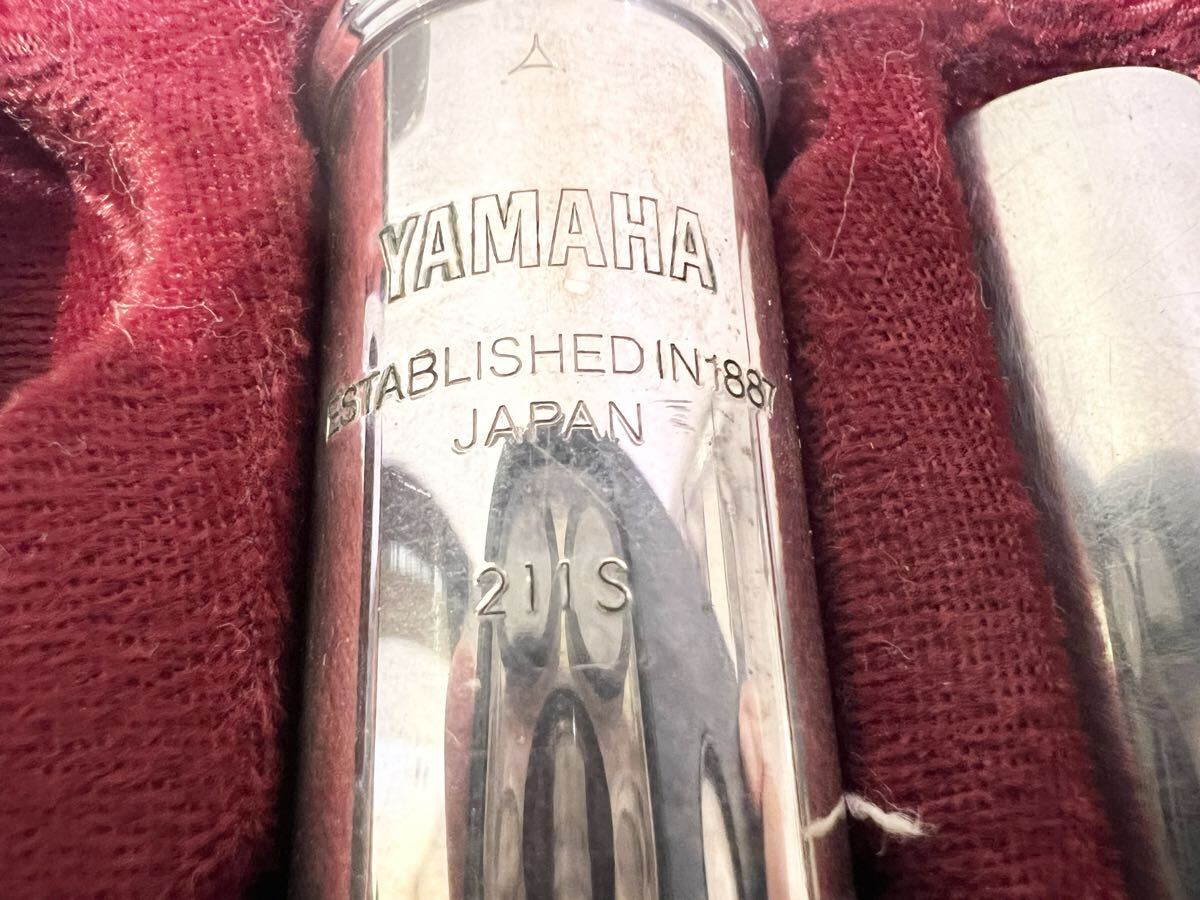 YAMAHA
ESTABLISHED IN 1887
JAPAN
211S